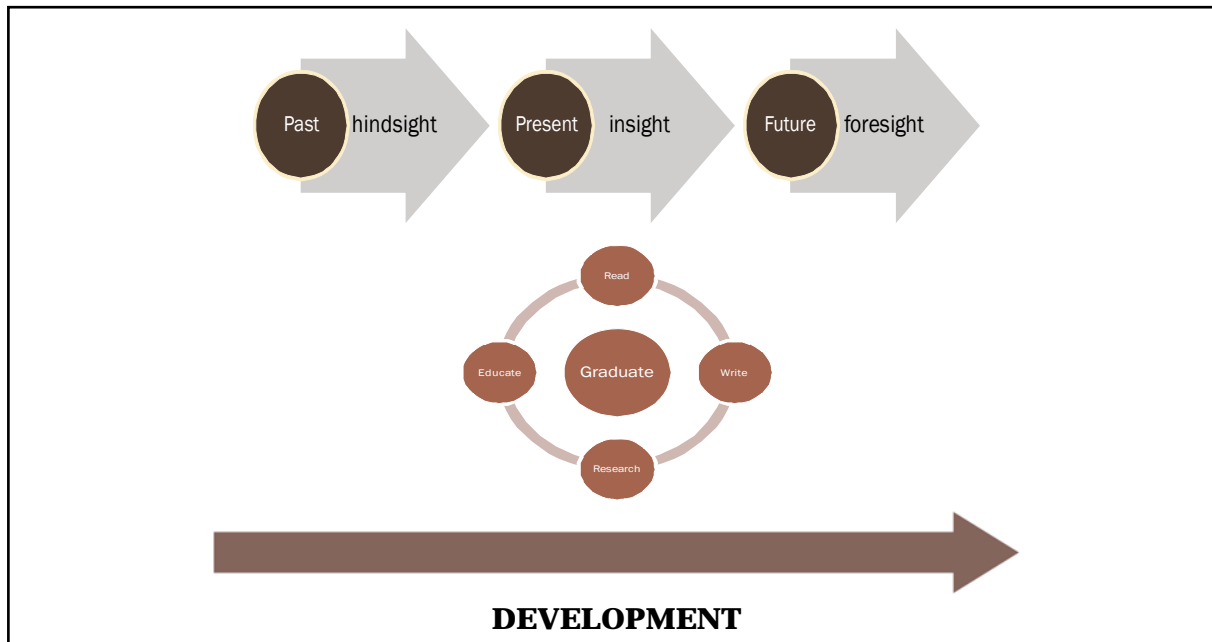 Past hindsight Present insight Future foresight
Read
Educate Graduate Write
Research
DEVELOPMENT